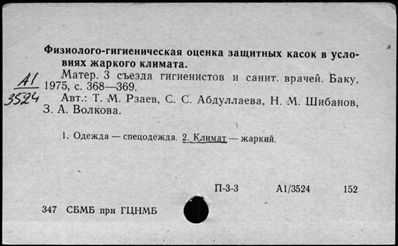 Физиолого-гигиеническая оценка защитных касок в усло-
виях жаркого климата.
Матер. 3 съезда гигиенистов и санит. врачей. Баку,
1975, с. 368—369.
А1
3524
Авт.: Т. М. Рзаев, С. С. Абдуллаева, Н. М. Шибанов,
З. А. Волкова.
1. Одежда — спецодежда. 2. Климат — жаркий.
П-3-3 А1/3524 152
347 СБМБ при ГЦНМБ